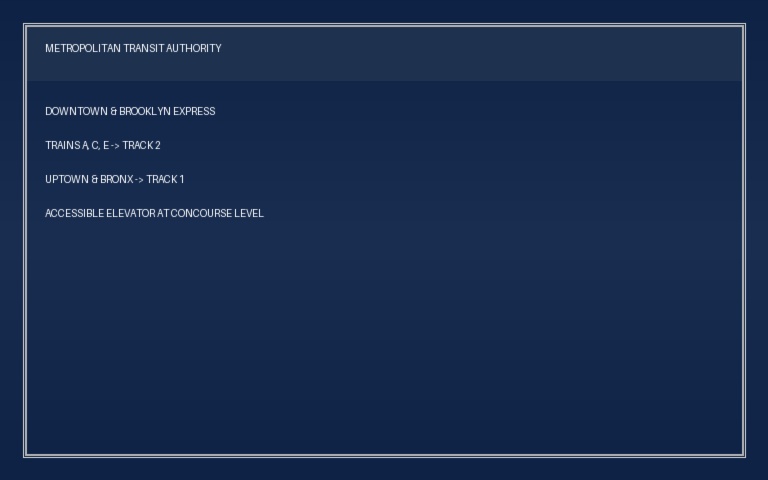 METROPOLITAN TRANSIT AUTHORITY
DOWNTOWN & BROOKLYN EXPRESS
TRAINS A, C, E -> TRACK 2
UPTOWN & BRONX -> TRACK 1
ACCESSIBLE ELEVATOR AT CONCOURSE LEVEL